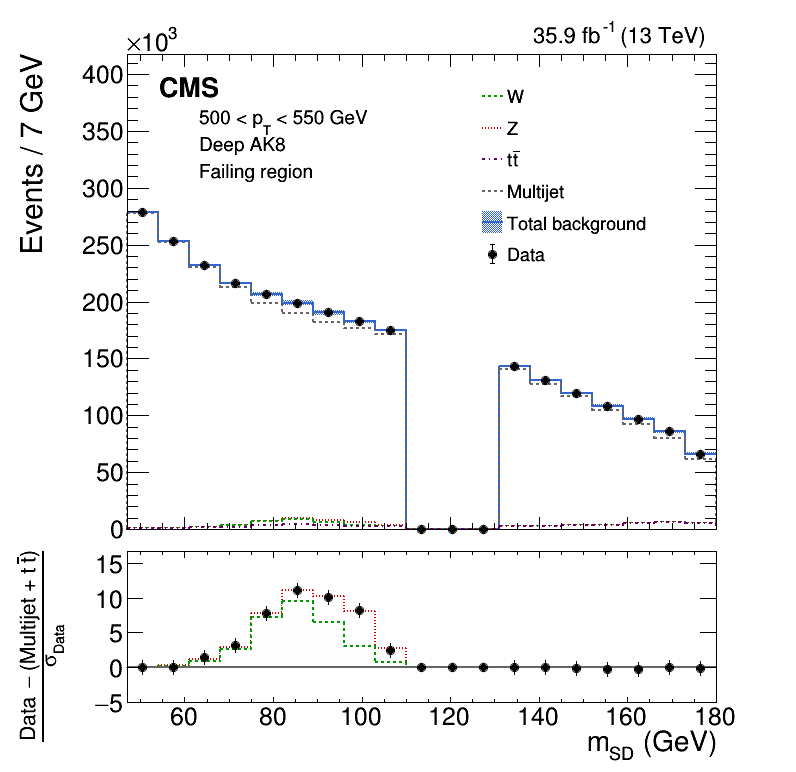 ×10³
35.9 fb⁻¹ (13 TeV)
CMS
500 < p_T < 550 GeV
Deep AK8
Failing region
W
Z
tt̄
Multijet
Total background
Data
Events / 7 GeV
400
350
300
250
200
150
100
50
0
15
10
5
0
−5
Data − (Multijet + t t̄)
σ_Data
60 80 100 120 140 160 180
m_SD (GeV)